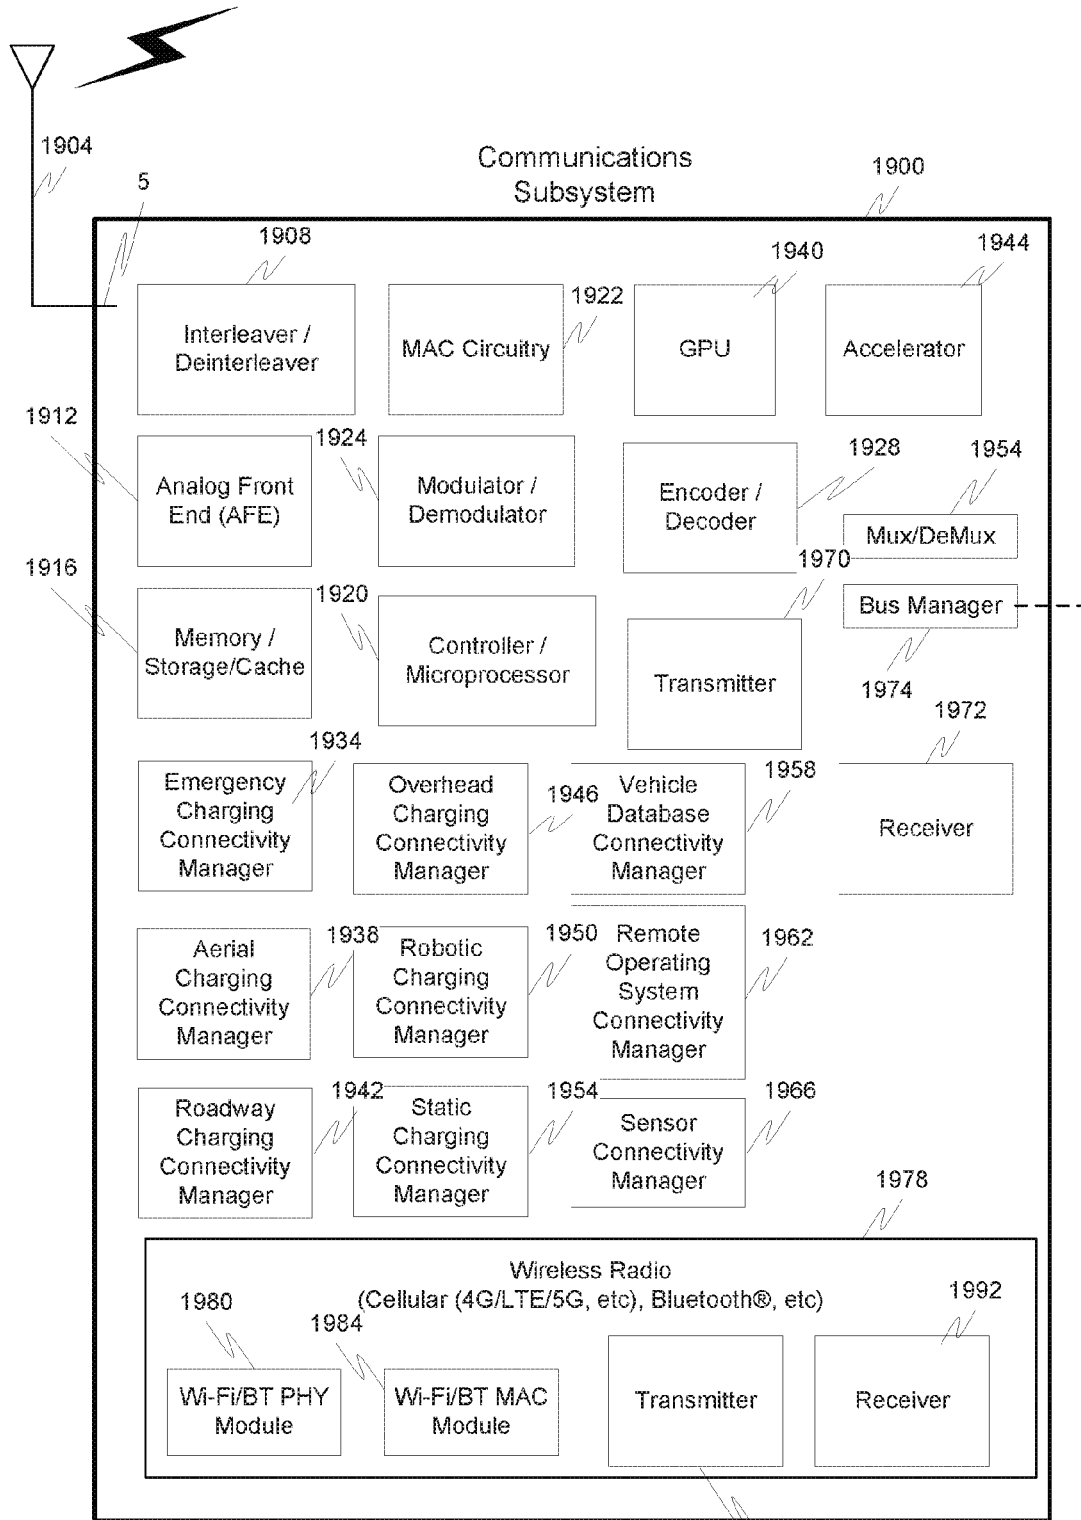 1904
Communications
Subsystem
1900
5
1908
1940
1944
1922
Interleaver /
Deinterleaver
MAC Circuitry
GPU
Accelerator
1912
1924
1928
1954
Analog Front
End (AFE)
Modulator /
Demodulator
Encoder /
Decoder
Mux/DeMux
1916
1920
1970
Bus Manager
Memory /
Storage/Cache
Controller /
Microprocessor
Transmitter
1974
1972
1934
Emergency
Charging
Connectivity
Manager
Overhead
Charging
Connectivity
Manager
1946
Vehicle
Database
Connectivity
Manager
1958
Receiver
Aerial
Charging
Connectivity
Manager
1938
Robotic
Charging
Connectivity
Manager
1950
Remote
Operating
System
Connectivity
Manager
1962
Roadway
Charging
Connectivity
Manager
1942
Static
Charging
Connectivity
Manager
1954
Sensor
Connectivity
Manager
1966
1978
Wireless Radio
(Cellular (4G/LTE/5G, etc), Bluetooth®, etc)
1980
1984
1992
Wi-Fi/BT PHY
Module
Wi-Fi/BT MAC
Module
Transmitter
Receiver